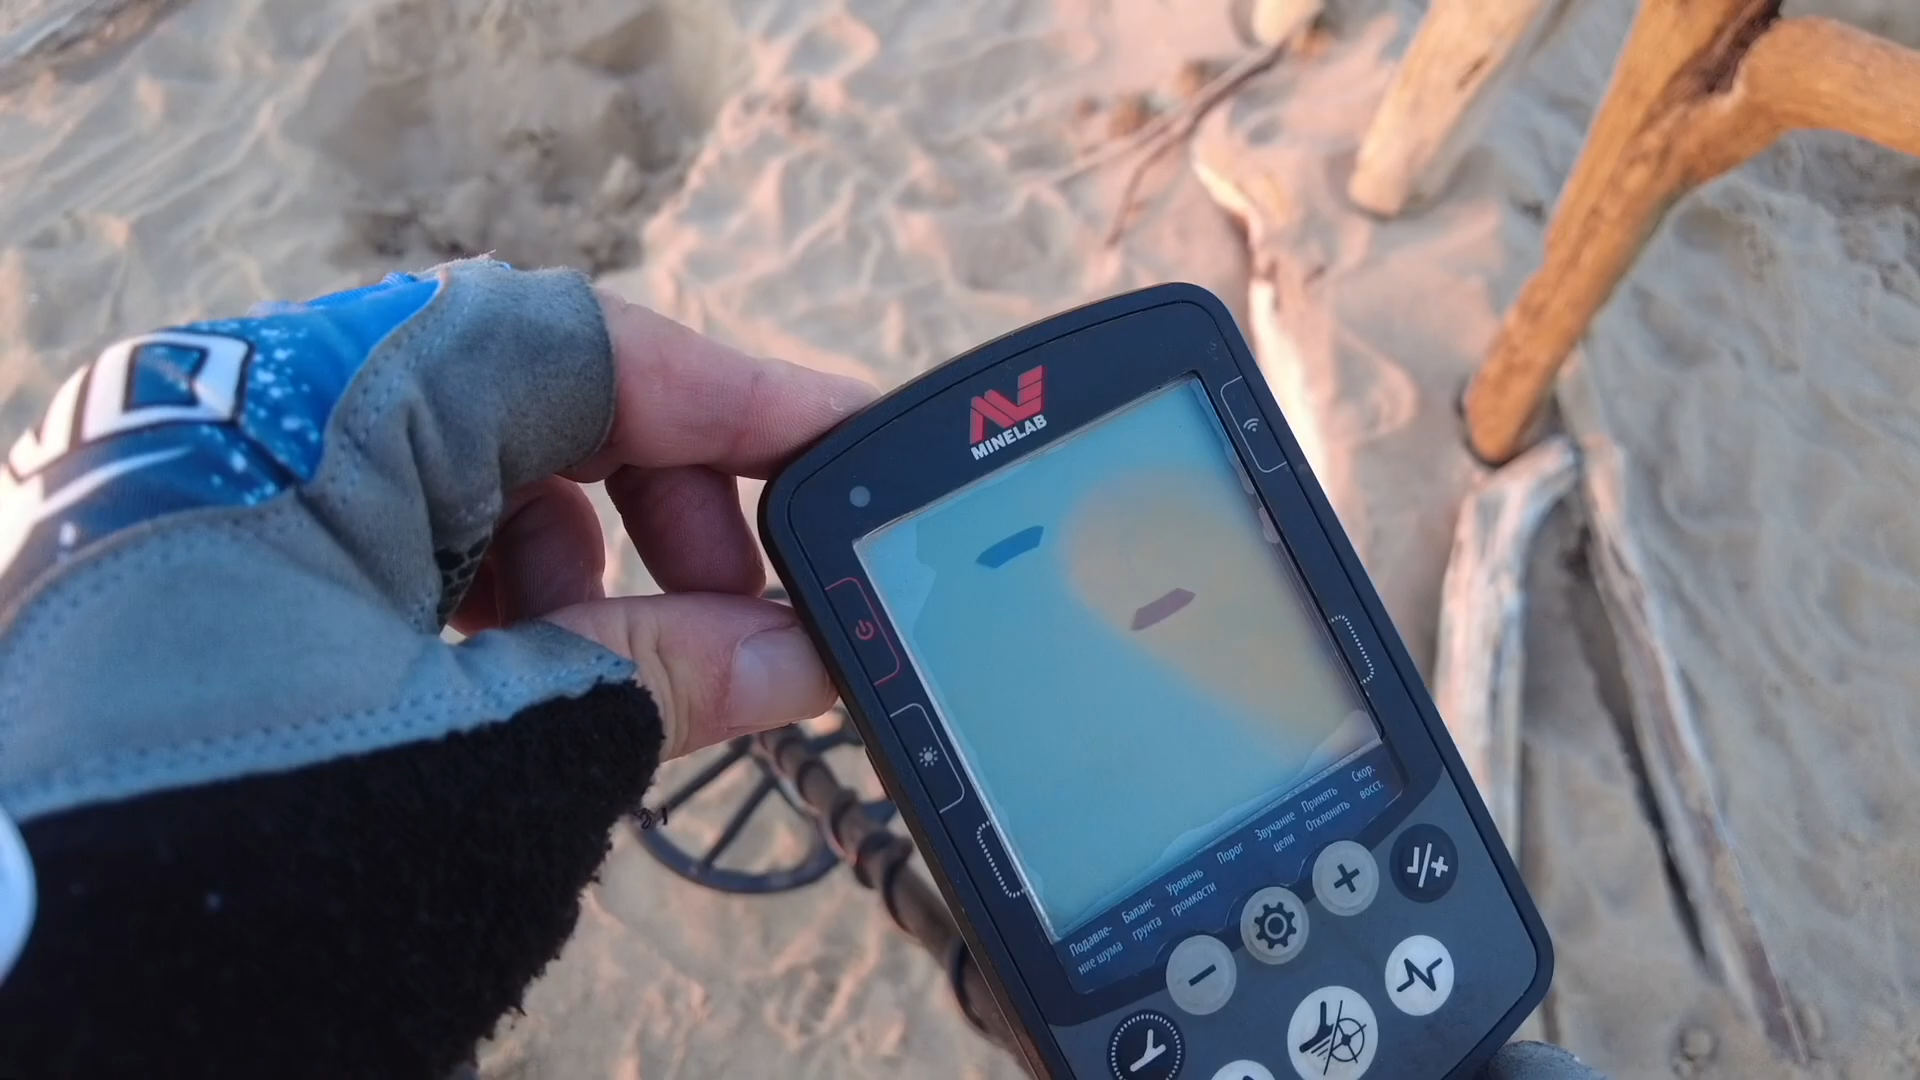 MINELAB
Подавле-
ние шума
Баланс
грунта
Уровень
громкости
Порог
Звучание
цели
Принять
Отклонить
Скор.
восст.